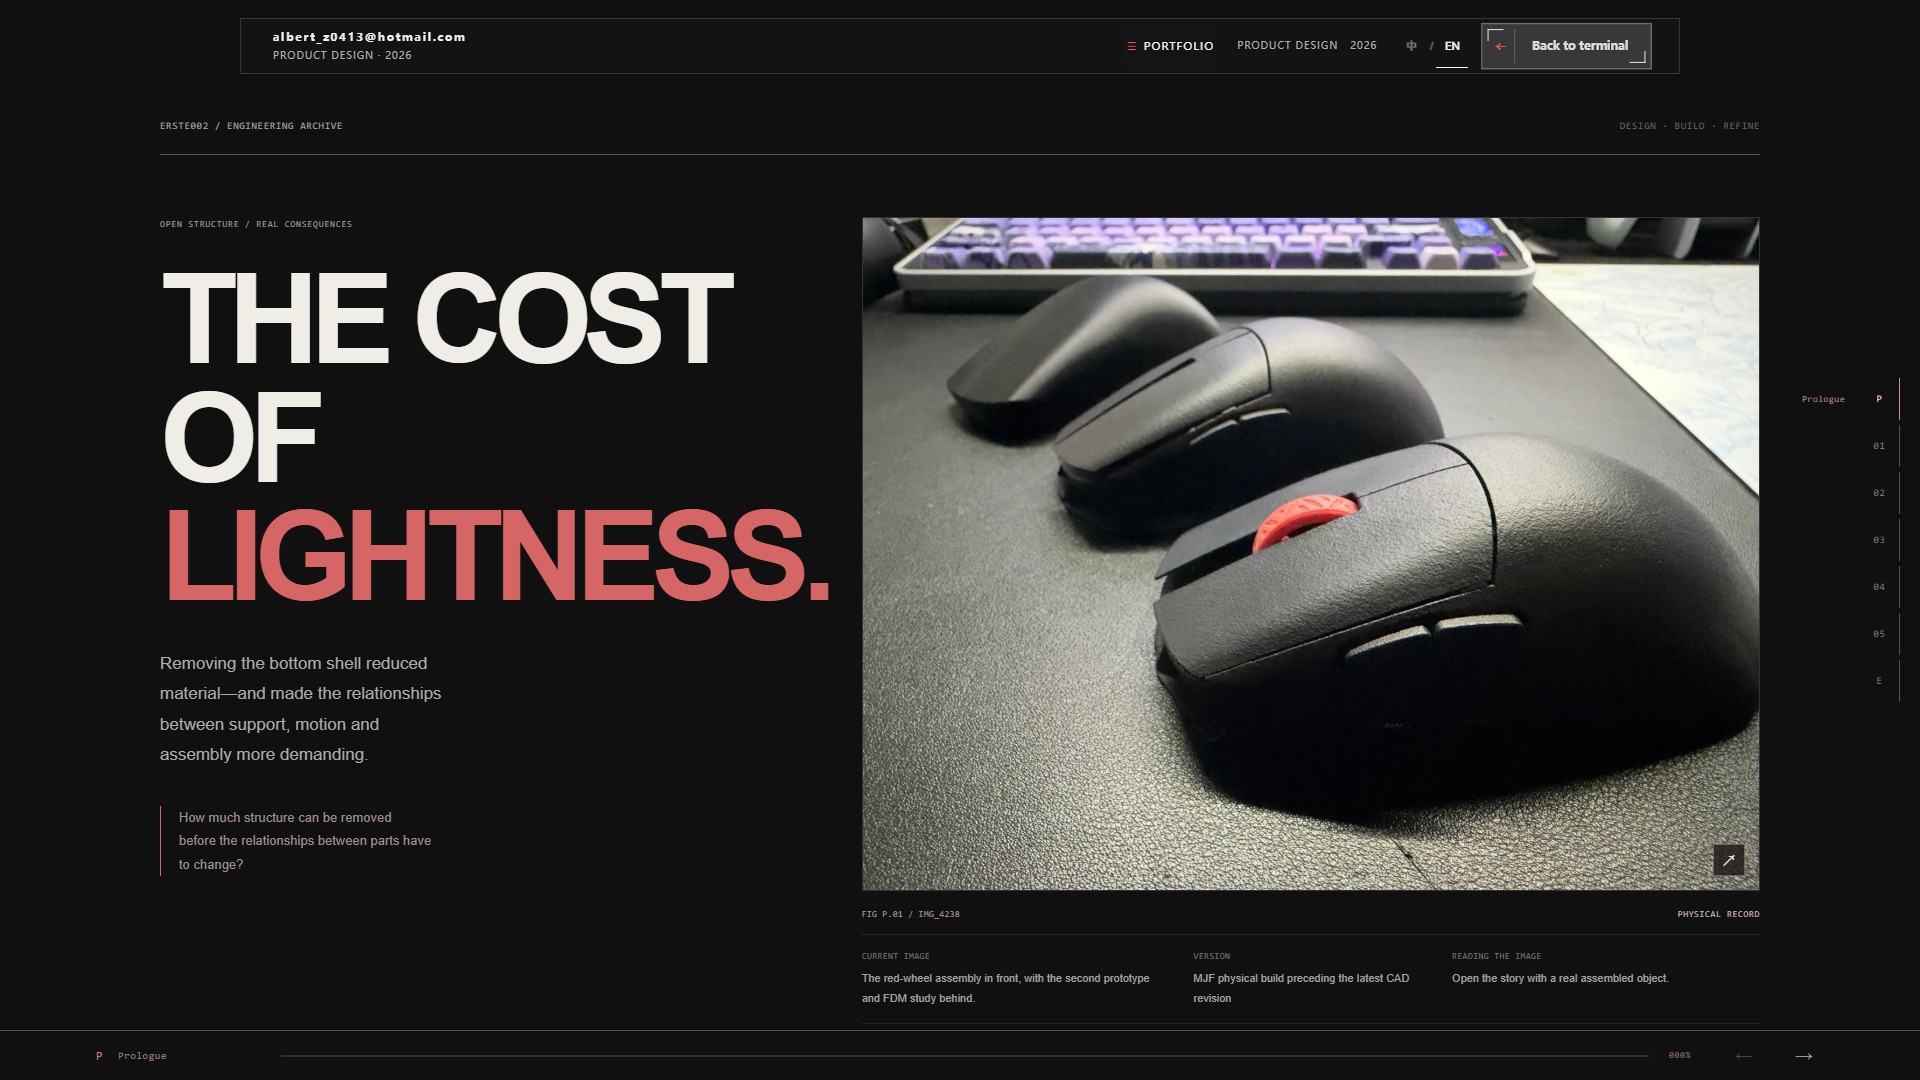 albert_z0413@hotmail.com
PRODUCT DESIGN · 2026
☰ PORTFOLIO
PRODUCT DESIGN 2026
中 / EN
← Back to terminal
ERSTE002 / ENGINEERING ARCHIVE
DESIGN · BUILD · REFINE
OPEN STRUCTURE / REAL CONSEQUENCES
THE COST
OF
LIGHTNESS.
Removing the bottom shell reduced
material—and made the relationships
between support, motion and
assembly more demanding.
How much structure can be removed
before the relationships between parts have
to change?
Prologue P
01
02
03
04
05
E
FIG P.01 / IMG_4238
PHYSICAL RECORD
CURRENT IMAGE
The red-wheel assembly in front, with the second prototype
and FDM study behind.
VERSION
MJF physical build preceding the latest CAD
revision
READING THE IMAGE
Open the story with a real assembled object.
P Prologue
000%
← →